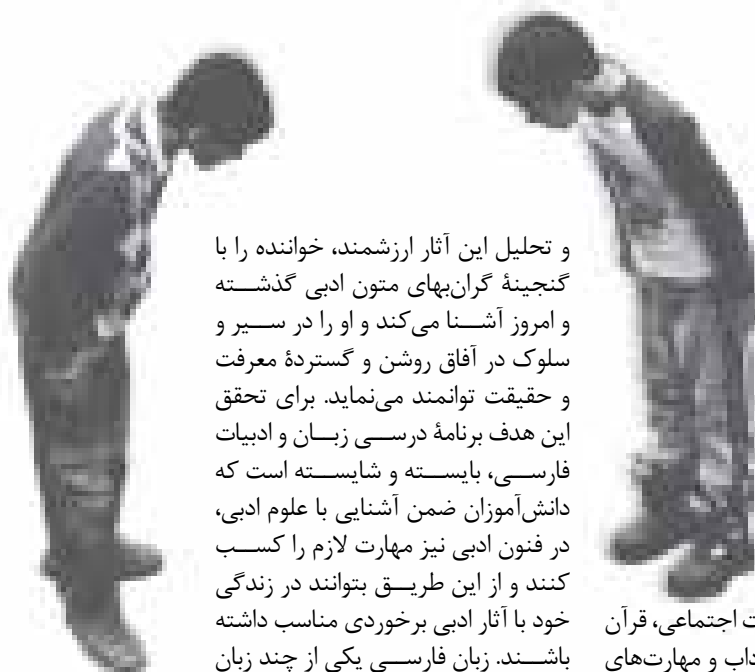 و تحلیل این آثار ارزشمند، خواننده را با
گنجینهٔ گران‌بهای متون ادبی گذشته
و امروز آشنا می‌کند و او را در سیر و
سلوک در آفاق روشن و گستردهٔ معرفت
و حقیقت توانمند می‌نماید. برای تحقق
این هدف برنامهٔ درسی زبان و ادبیات
فارسی، بایسته و شایسته است که
دانش‌آموزان ضمن آشنایی با علوم ادبی،
در فنون ادبی نیز مهارت لازم را کسب
کنند و از این طریق بتوانند در زندگی
خود با آثار ادبی برخوردی مناسب داشته
باشند. زبان فارسی یکی از چند زبان
اجتماعی، قرآن
و مهارت‌های